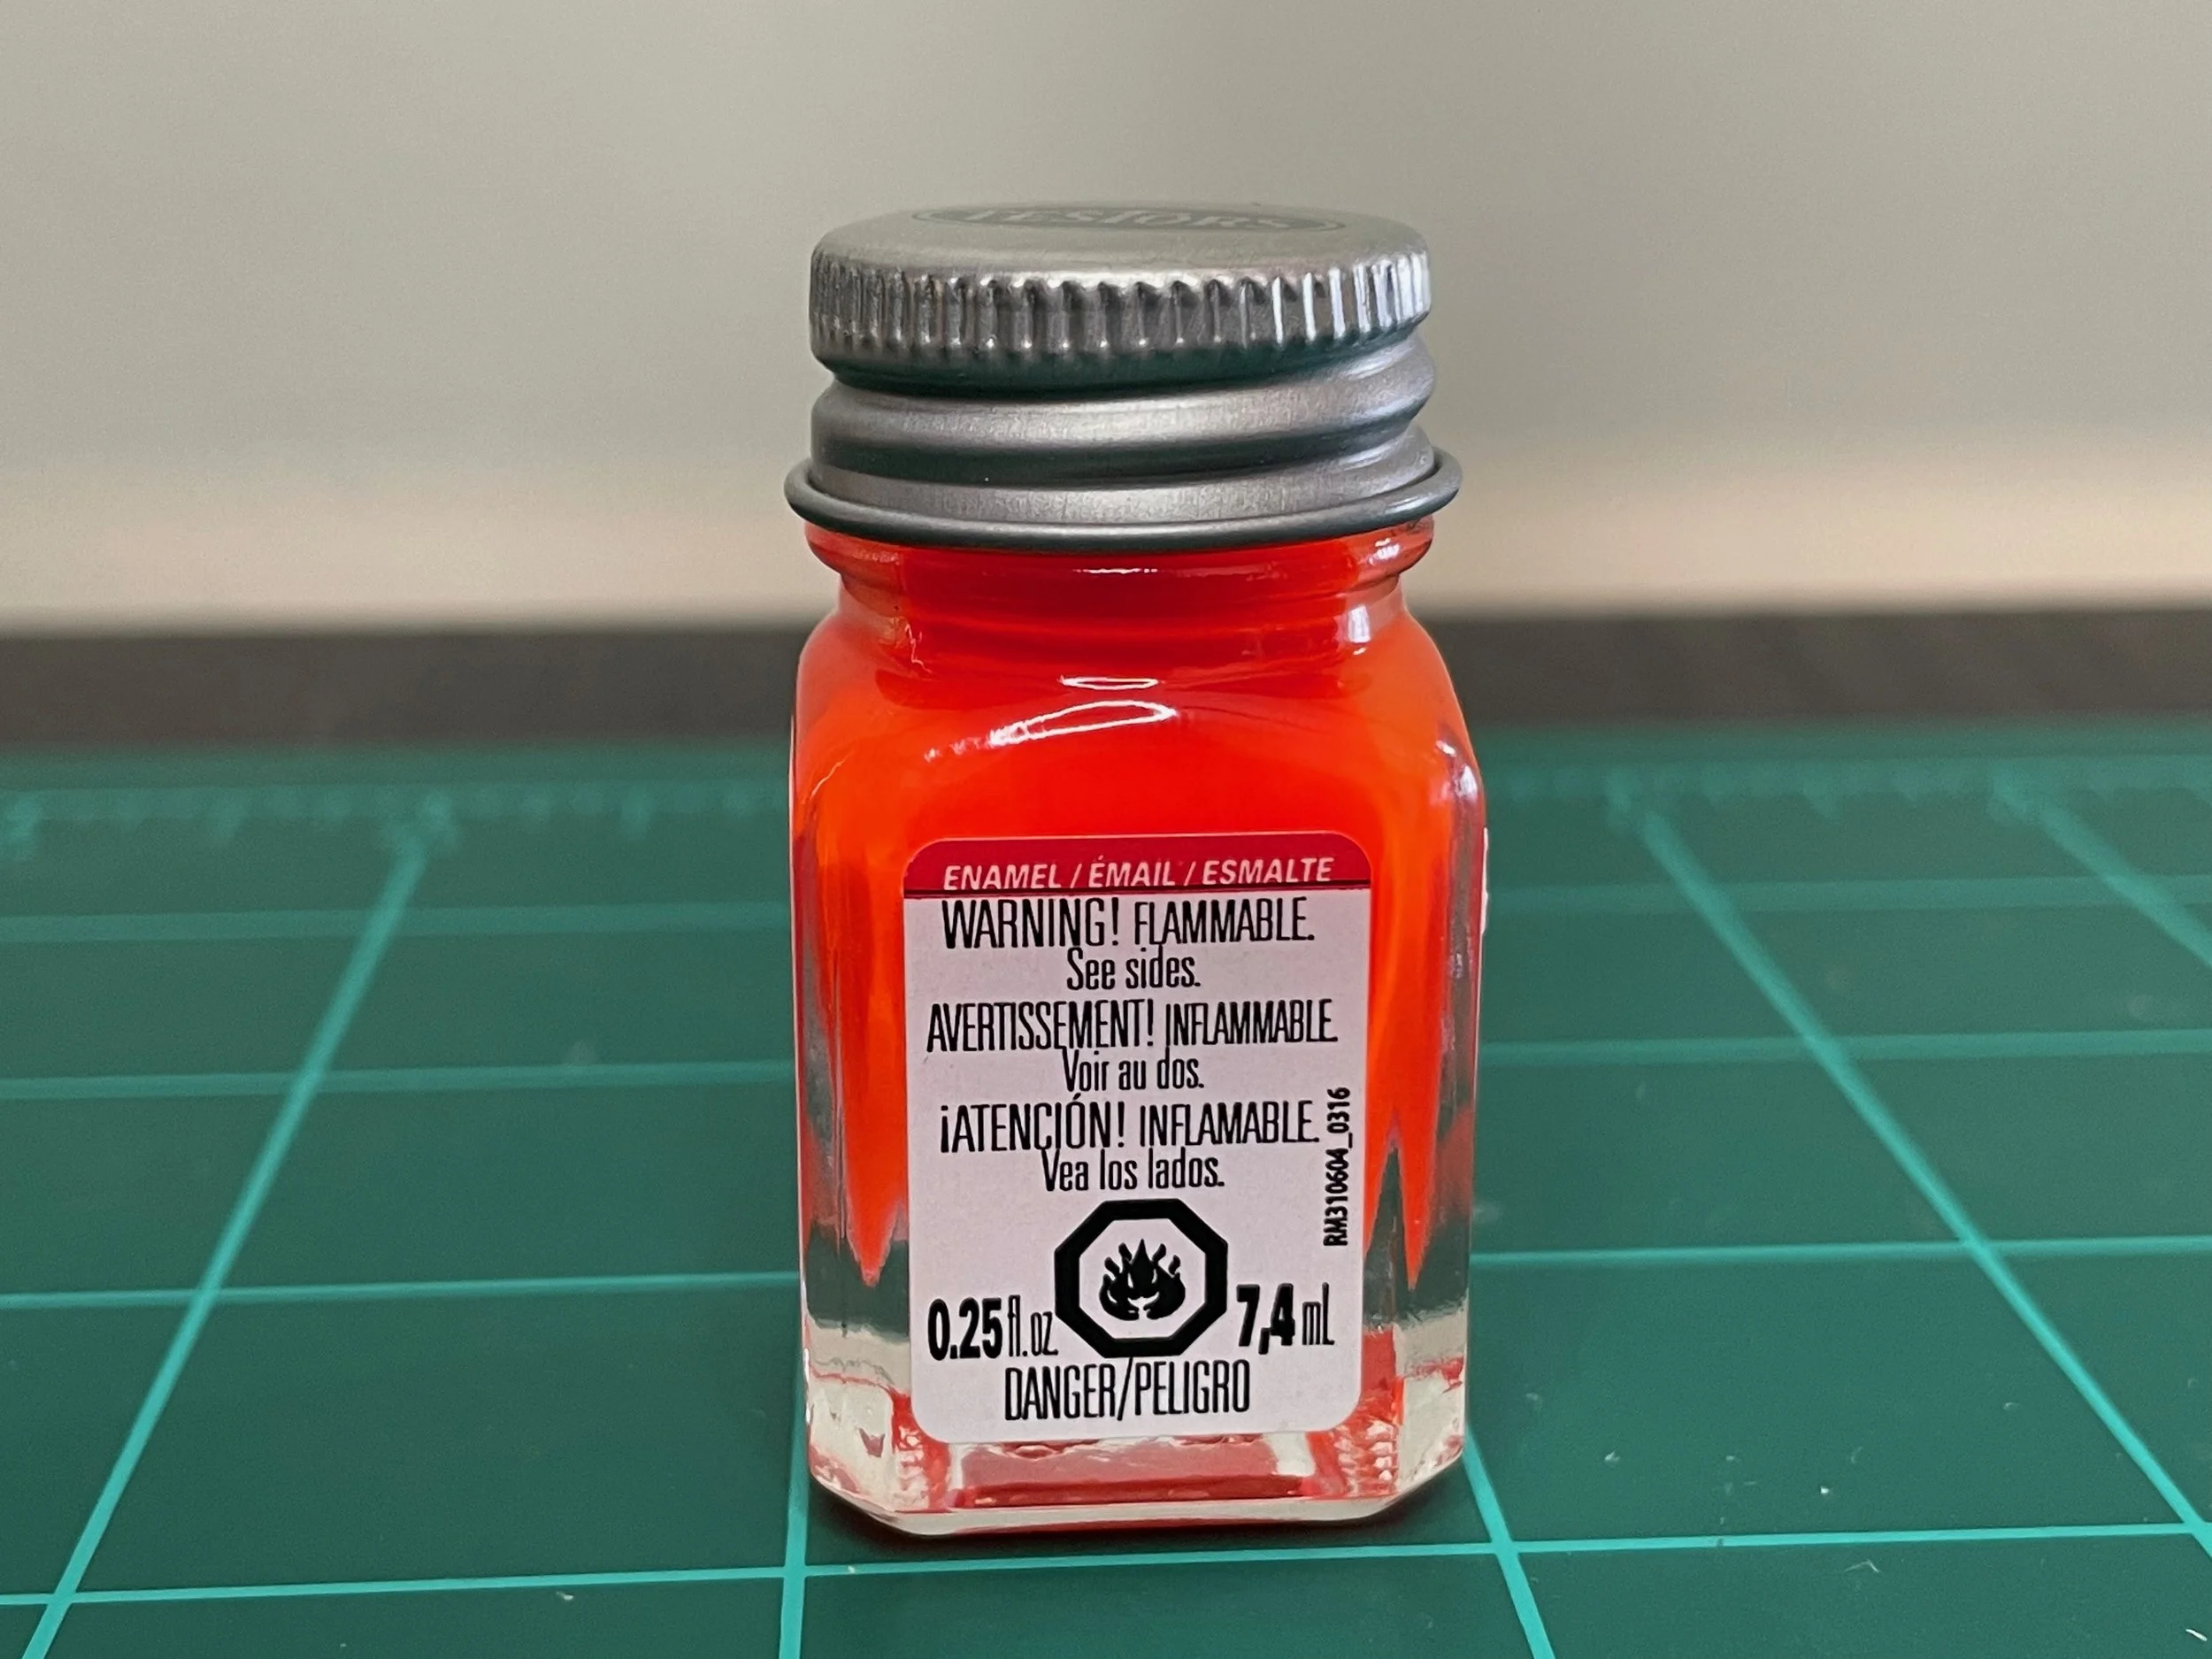 TESTORS
ENAMEL / ÉMAIL / ESMALTE
WARNING! FLAMMABLE.
See sides.
AVERTISSEMENT! INFLAMMABLE.
Voir au dos.
¡ATENCIÓN! INFLAMABLE.
Vea los lados.
RM310604_0316
0.25 fl. oz. 7,4 mL
DANGER/PELIGRO